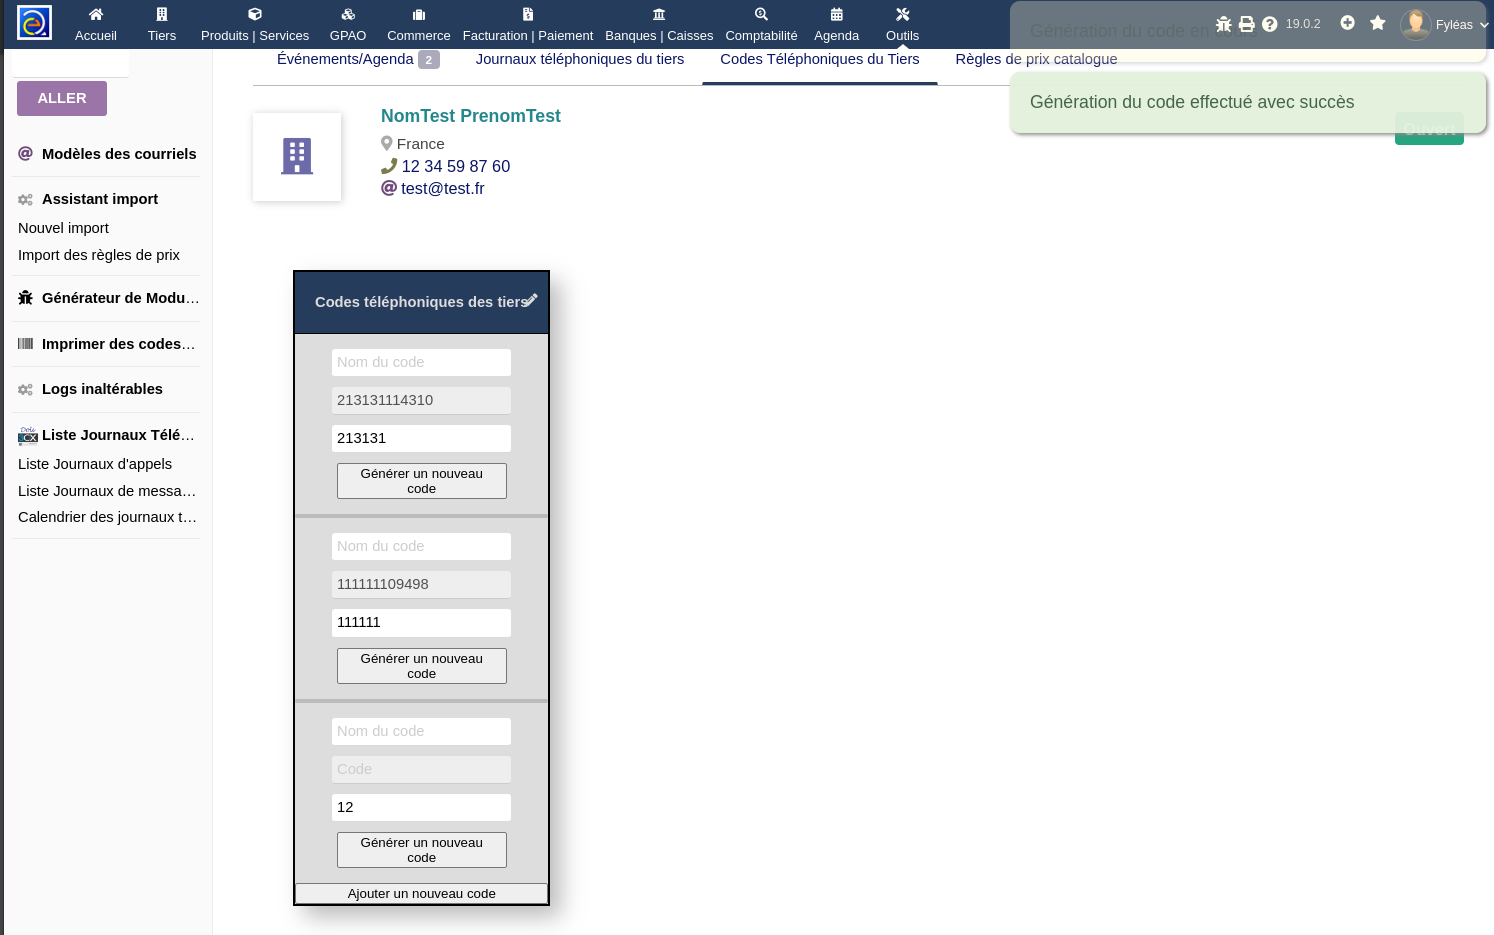 Accueil
Tiers
Produits | Services
GPAO
Commerce
Facturation | Paiement
Banques | Caisses
Comptabilité
Agenda
Outils
Génération du code en
19.0.2
Fyléas
Événements/Agenda 2
Journaux téléphoniques du tiers
Codes Téléphoniques du Tiers
Règles de prix catalogue
Génération du code effectué avec succès
Ouvert
ALLER
Modèles des courriels
Assistant import
Nouvel import
Import des règles de prix
Générateur de Modu…
Imprimer des codes…
Logs inaltérables
Liste Journaux Télé…
Liste Journaux d'appels
Liste Journaux de messa…
Calendrier des journaux t…
NomTest PrenomTest
France
12 34 59 87 60
@ test@test.fr
Codes téléphoniques des tiers
Nom du code
213131114310
213131
Générer un nouveau
code
Nom du code
111111109498
111111
Générer un nouveau
code
Nom du code
Code
12
Générer un nouveau
code
Ajouter un nouveau code